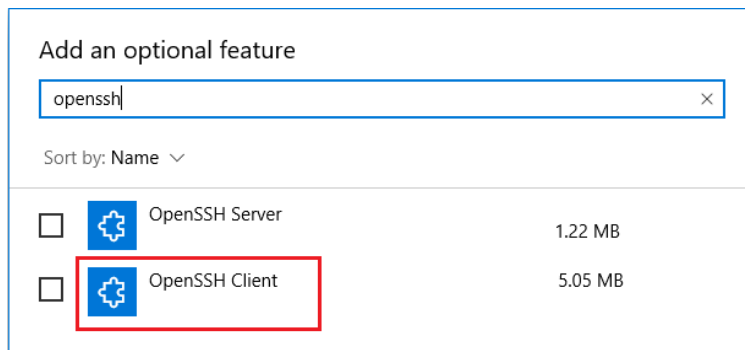 Add an optional feature
openssh
Sort by: Name
OpenSSH Server
1.22 MB
OpenSSH Client
5.05 MB